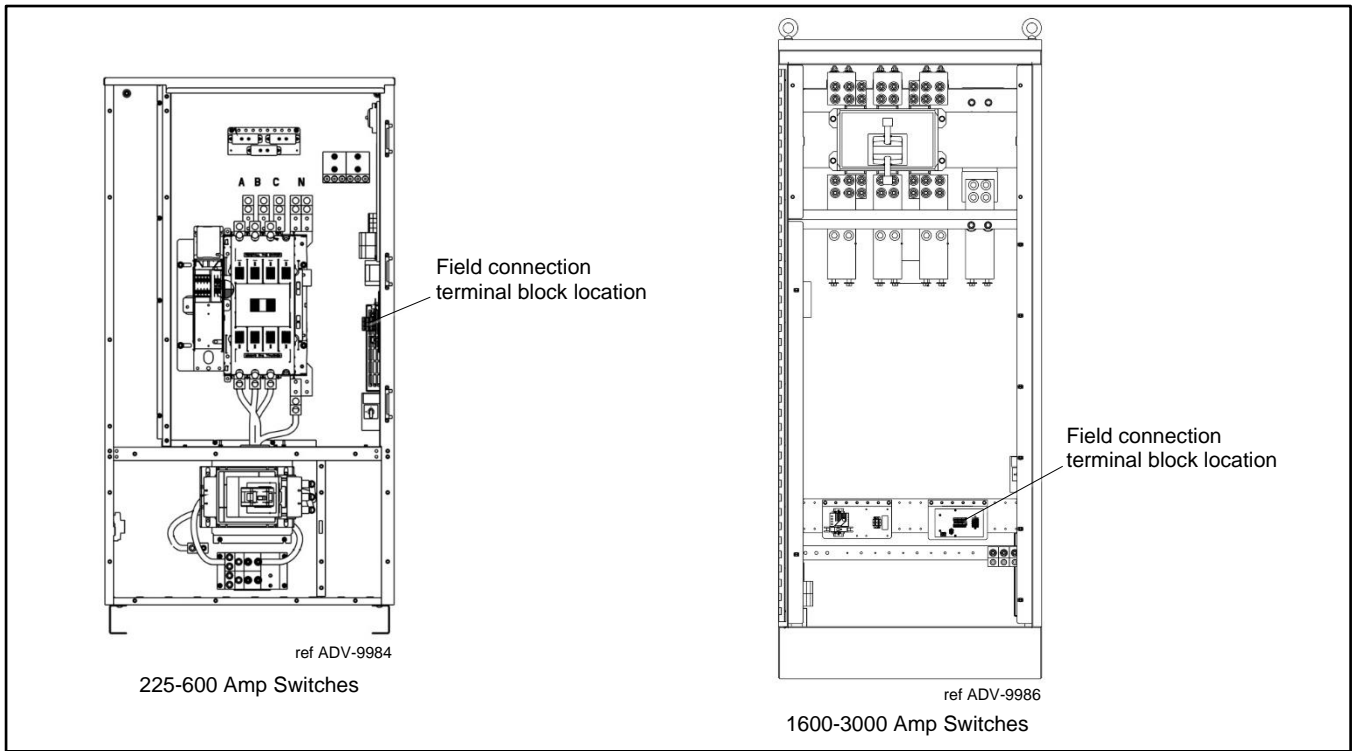 A B C N
Field connection
terminal block location
ref ADV-9984
225-600 Amp Switches
Field connection
terminal block location
ref ADV-9986
1600-3000 Amp Switches